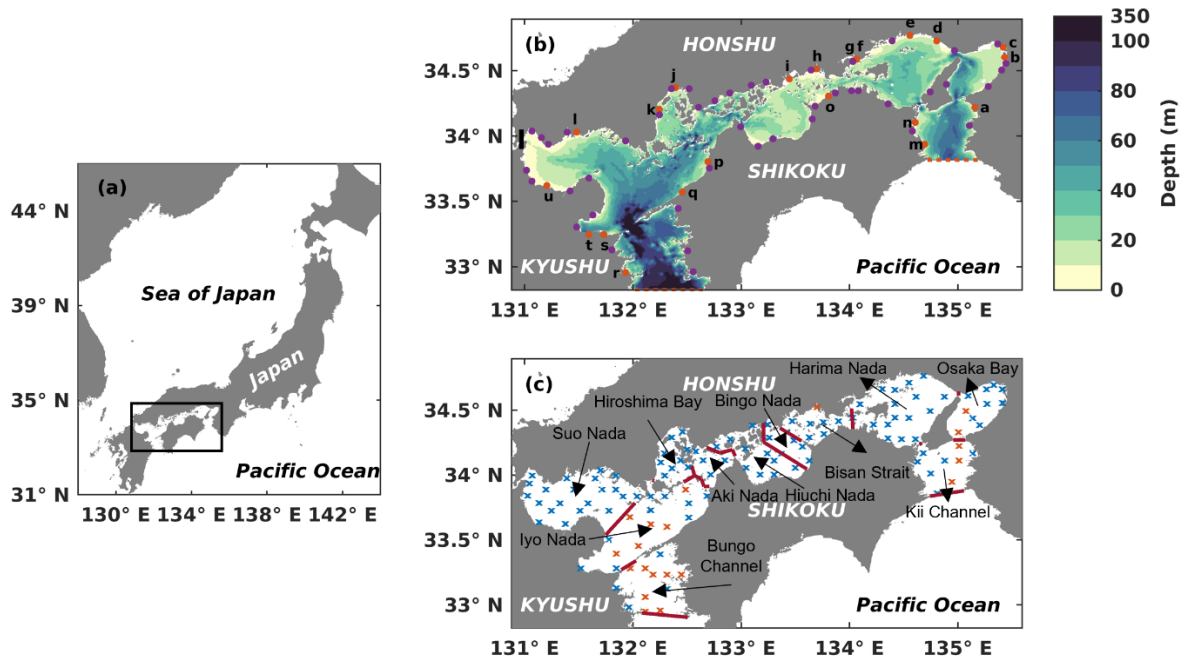 (a)
44° N
39° N
35° N
31° N
130° E 134° E 138° E 142° E
Sea of Japan
Japan
Pacific Ocean
(b)
HONSHU
SHIKOKU
KYUSHU
Pacific Ocean
34.5° N
34° N
33.5° N
33° N
131° E 132° E 133° E 134° E 135° E
a
b
c
d
e
f
g
h
i
j
k
l
m
n
o
p
q
r
s
t
u
350
100
80
60
40
20
0
Depth (m)
(c)
HONSHU
Harima Nada
Osaka Bay
Bingo Nada
Hiroshima Bay
Suo Nada
Bisan Strait
Aki Nada
Hiuchi Nada
Kii Channel
SHIKOKU
Iyo Nada
Bungo
Channel
KYUSHU
Pacific Ocean
34.5° N
34° N
33.5° N
33° N
131° E 132° E 133° E 134° E 135° E